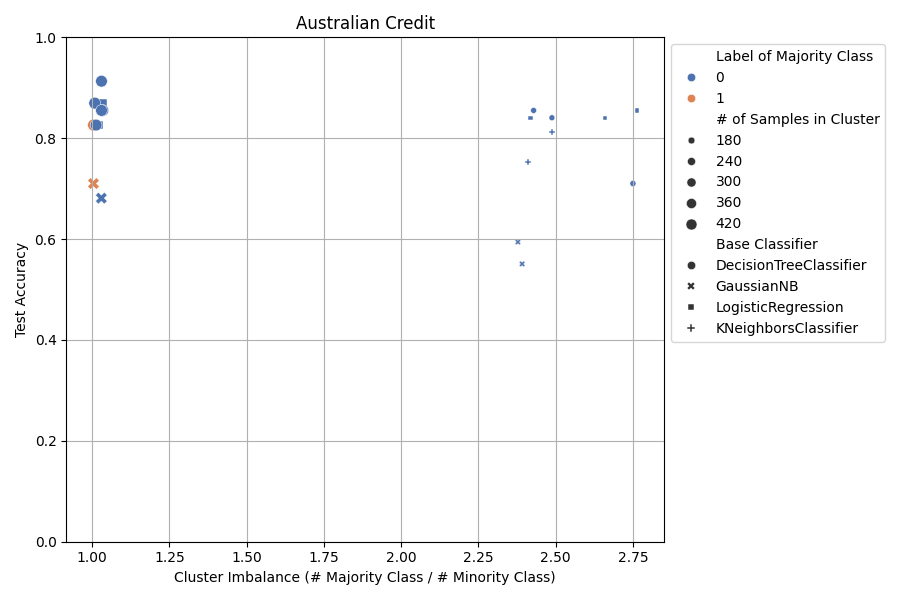 Australian Credit
1.0
0.8
0.6
0.4
0.2
0.0
Test Accuracy
1.00 1.25 1.50 1.75 2.00 2.25 2.50 2.75
Cluster Imbalance (# Majority Class / # Minority Class)
Label of Majority Class
0
1
# of Samples in Cluster
180
240
300
360
420
Base Classifier
DecisionTreeClassifier
GaussianNB
LogisticRegression
KNeighborsClassifier